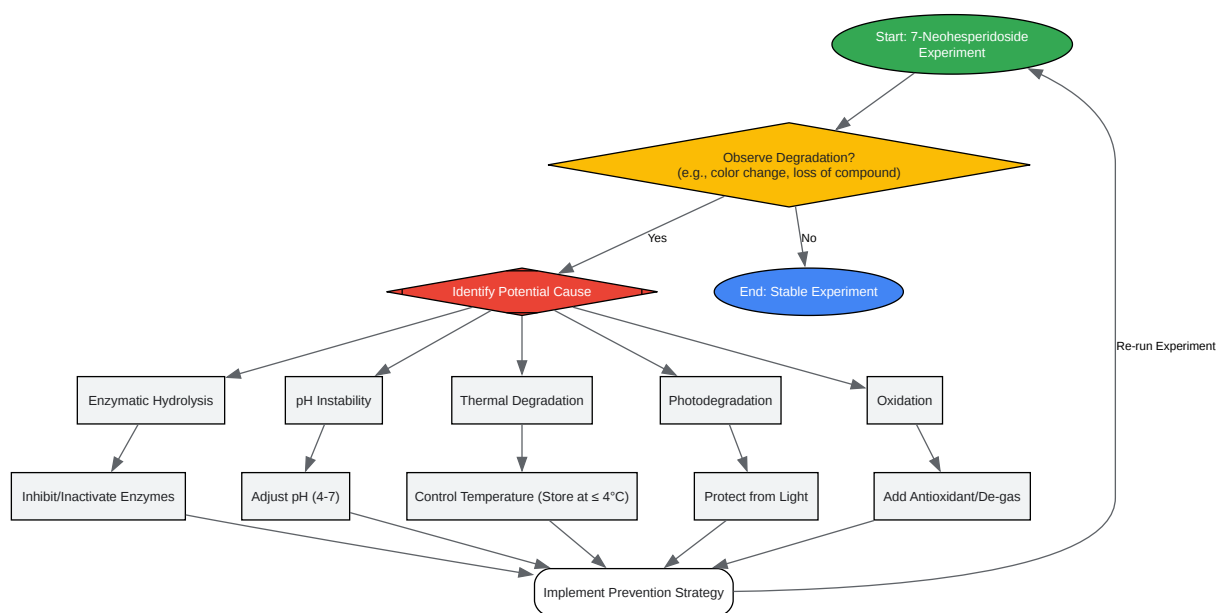 Start: 7-Neohesperidoside
Experiment
Observe Degradation?
(e.g., color change, loss of compound)
Yes
No
Identify Potential Cause
End: Stable Experiment
Re-run Experiment
Enzymatic Hydrolysis
pH Instability
Thermal Degradation
Photodegradation
Oxidation
Inhibit/Inactivate Enzymes
Adjust pH (4-7)
Control Temperature (Store at ≤ 4°C)
Protect from Light
Add Antioxidant/De-gas
Implement Prevention Strategy